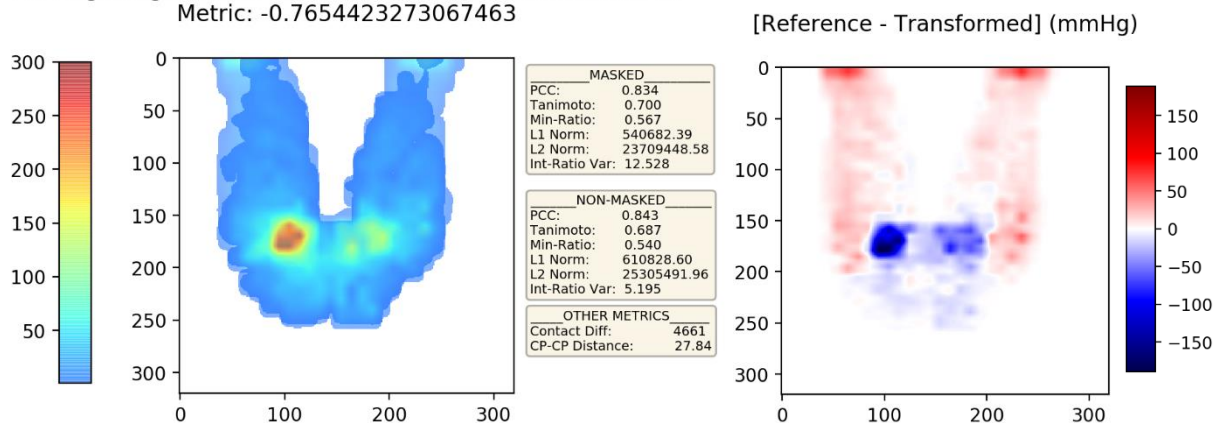 Metric: -0.7654423273067463
[Reference - Transformed] (mmHg)
300
250
200
150
100
50
0
50
100
150
200
250
300
0
100
200
300
______MASKED______
PCC: 0.834
Tanimoto: 0.700
Min-Ratio: 0.567
L1 Norm: 540682.39
L2 Norm: 23709448.58
Int-Ratio Var: 12.528
______NON-MASKED______
PCC: 0.843
Tanimoto: 0.687
Min-Ratio: 0.540
L1 Norm: 610828.60
L2 Norm: 25305491.96
Int-Ratio Var: 5.195
_____OTHER METRICS_____
Contact Diff: 4661
CP-CP Distance: 27.84
0
50
100
150
200
250
300
0
100
200
300
150
100
50
0
−50
−100
−150